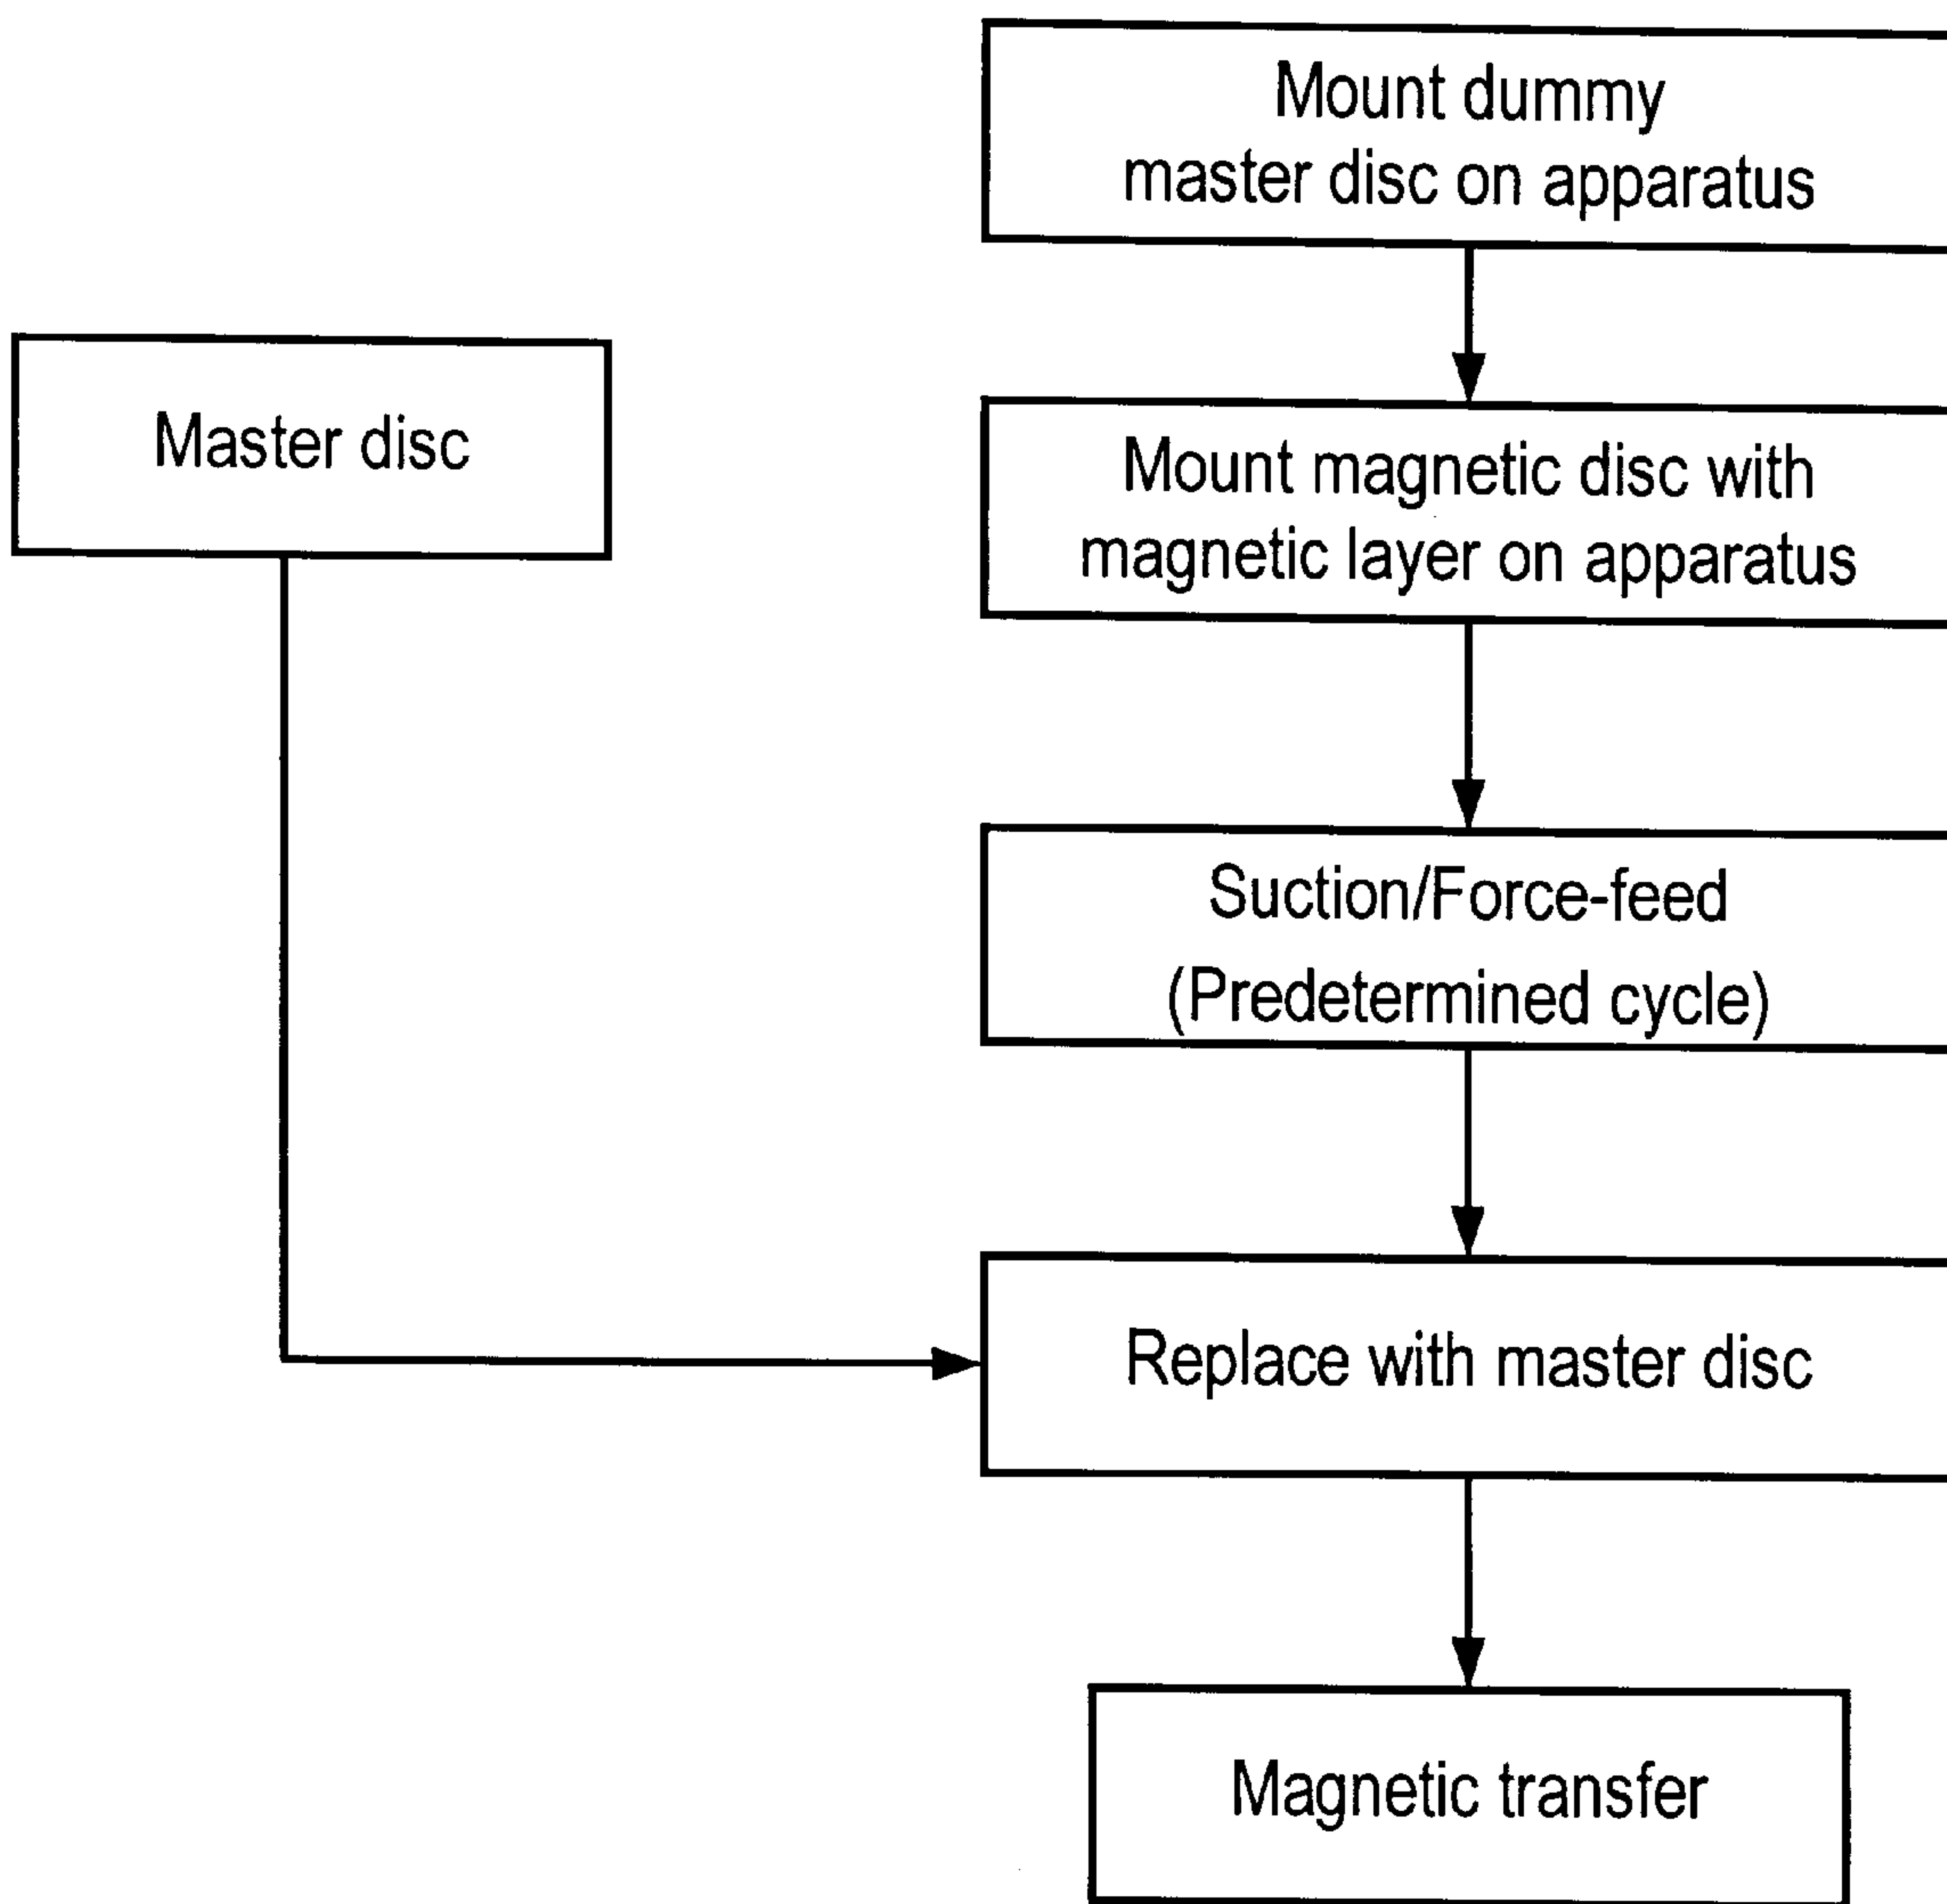 Mount dummy
master disc on apparatus
Master disc
Mount magnetic disc with
magnetic layer on apparatus
Suction/Force-feed
(Predetermined cycle)
Replace with master disc
Magnetic transfer